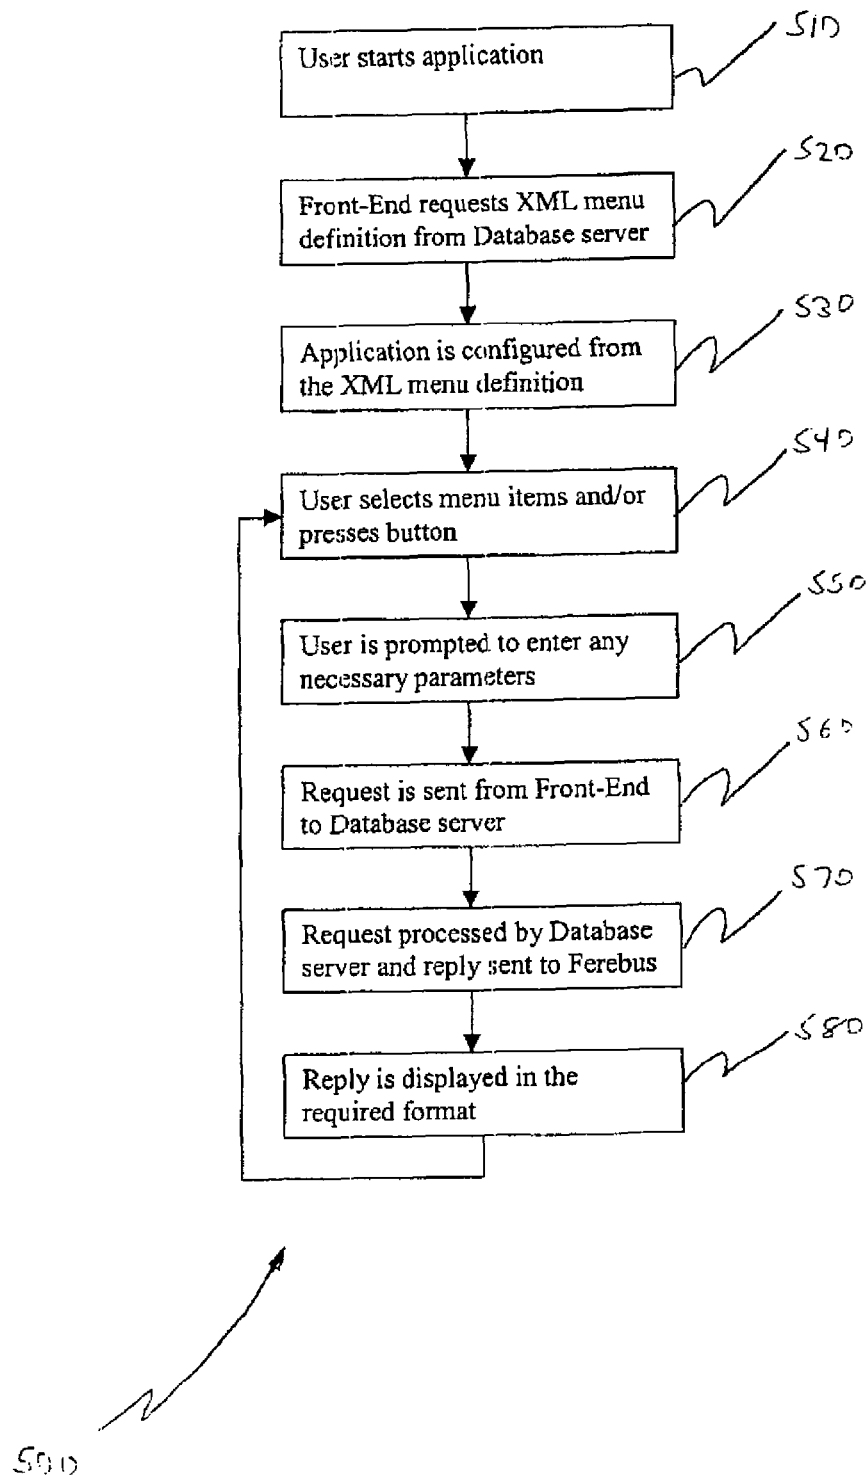 User starts application
510
Front-End requests XML menu
definition from Database server
520
Application is configured from
the XML menu definition
530
User selects menu items and/or
presses button
540
User is prompted to enter any
necessary parameters
550
Request is sent from Front-End
to Database server
560
Request processed by Database
server and reply sent to Ferebus
570
Reply is displayed in the
required format
580
500